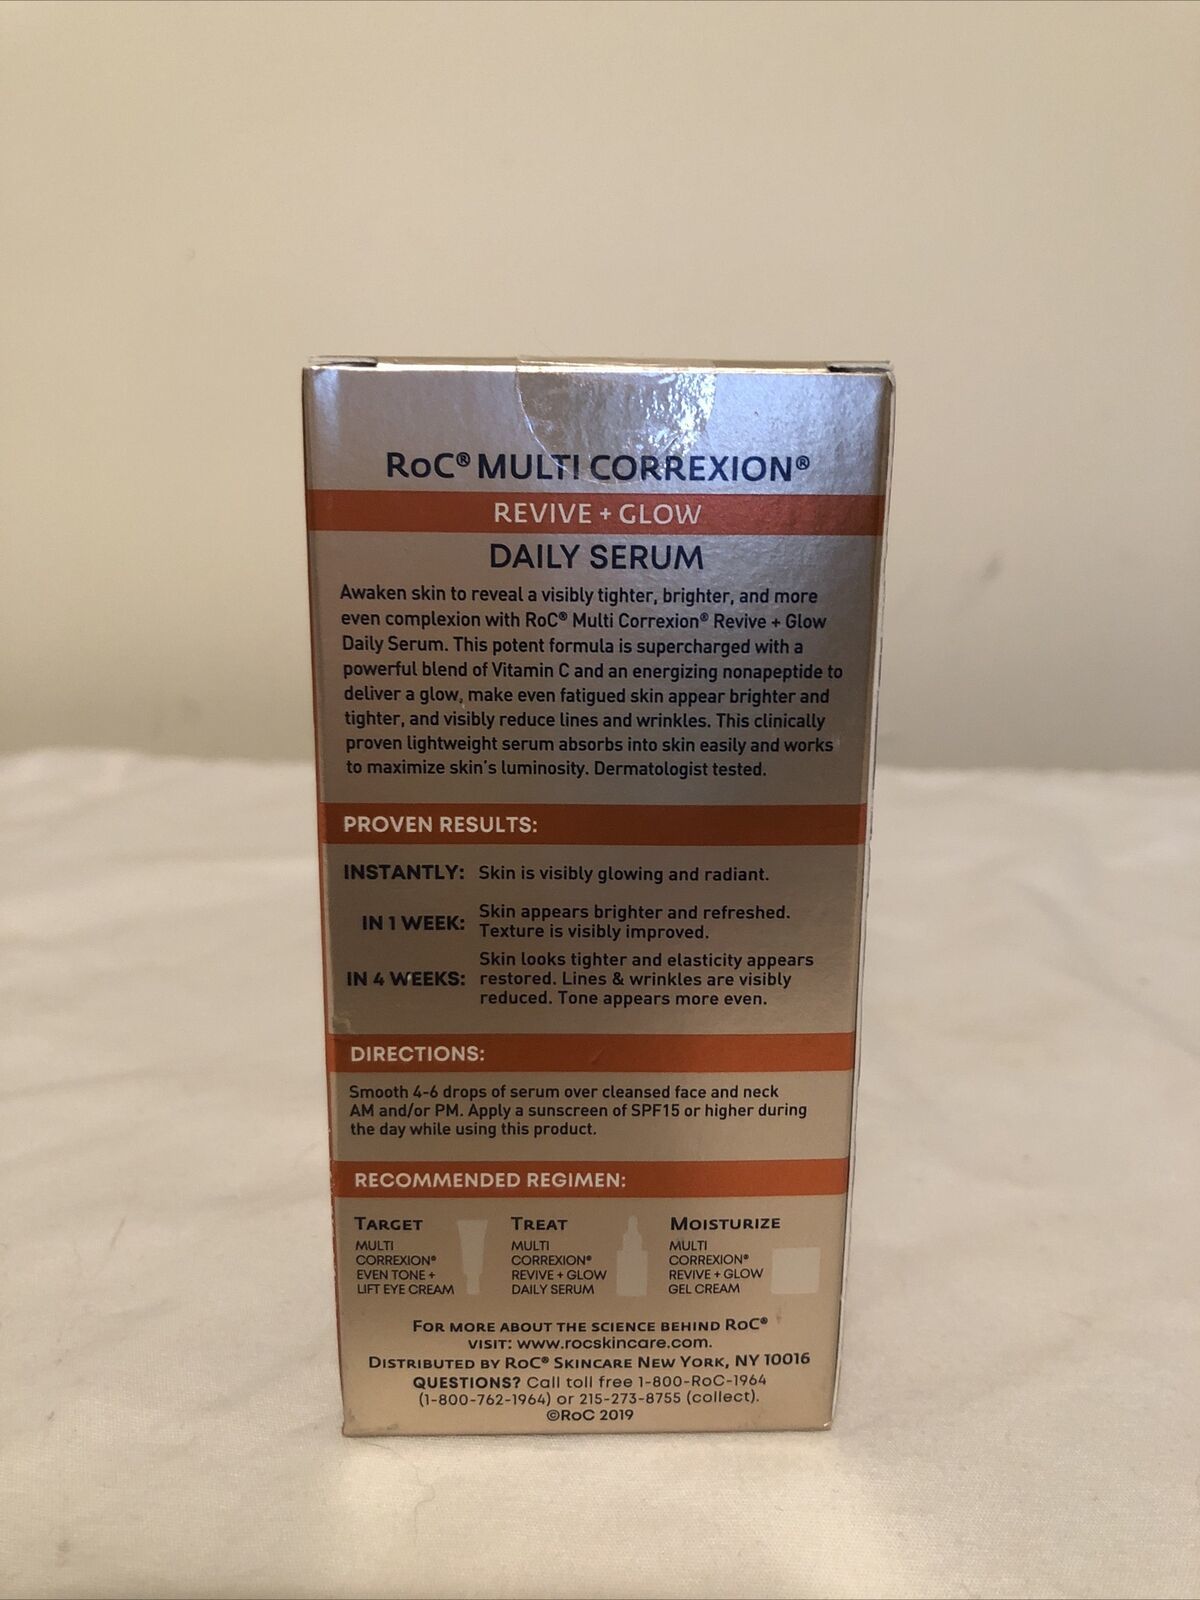 RoC® MULTI CORREXION®
REVIVE + GLOW
DAILY SERUM
Awaken skin to reveal a visibly tighter, brighter, and more
even complexion with RoC® Multi Correxion® Revive + Glow
Daily Serum. This potent formula is supercharged with a
powerful blend of Vitamin C and an energizing nonapeptide to
deliver a glow, make even fatigued skin appear brighter and
tighter, and visibly reduce lines and wrinkles. This clinically
proven lightweight serum absorbs into skin easily and works
to maximize skin's luminosity. Dermatologist tested.
PROVEN RESULTS:
INSTANTLY: Skin is visibly glowing and radiant.
IN 1 WEEK: Skin appears brighter and refreshed.
Texture is visibly improved.
IN 4 WEEKS: Skin looks tighter and elasticity appears
restored. Lines & wrinkles are visibly
reduced. Tone appears more even.
DIRECTIONS:
Smooth 4-6 drops of serum over cleansed face and neck
AM and/or PM. Apply a sunscreen of SPF15 or higher during
the day while using this product.
RECOMMENDED REGIMEN:
TARGET
MULTI
CORREXION®
EVEN TONE +
LIFT EYE CREAM
TREAT
MULTI
CORREXION®
REVIVE + GLOW
DAILY SERUM
MOISTURIZE
MULTI
CORREXION®
REVIVE + GLOW
GEL CREAM
FOR MORE ABOUT THE SCIENCE BEHIND RoC®
VISIT: www.rocskincare.com.
DISTRIBUTED BY RoC® SKINCARE NEW YORK, NY 10016
QUESTIONS? Call toll free 1-800-RoC-1964
(1-800-762-1964) or 215-273-8755 (collect).
©RoC 2019